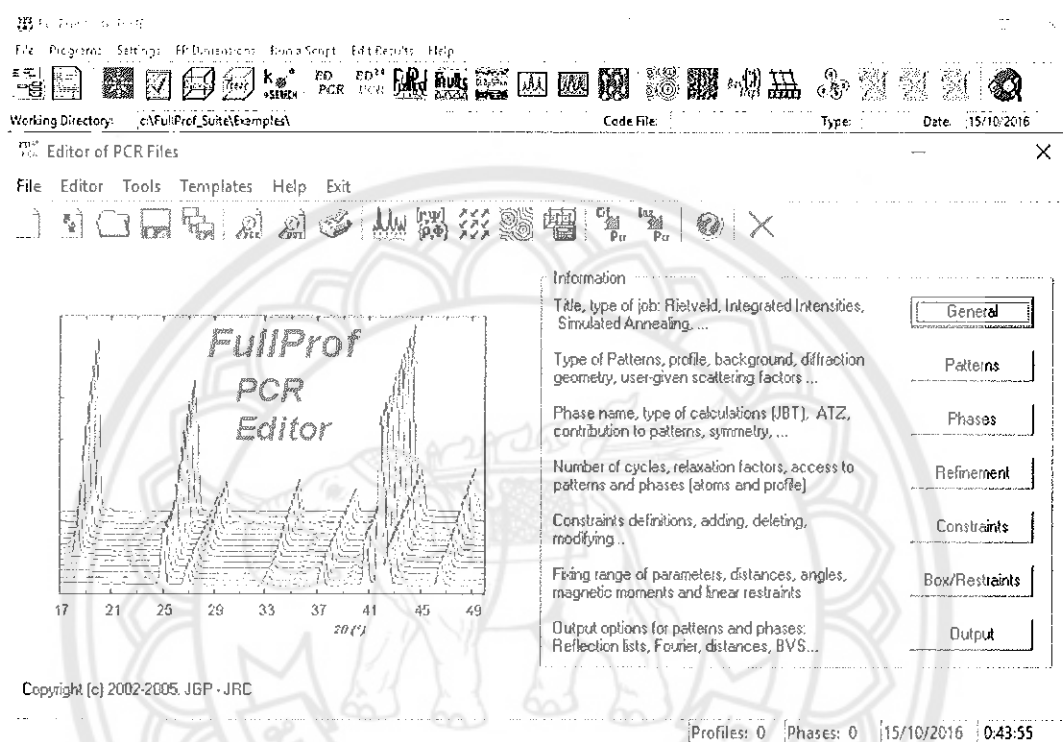 File Programs Settings FP Dimensions Run a Script Edit Results Help
ED PCR
Working Directory: c:\FullProf_Suite\Examples\ Code File: Type: Date: 15/10/2016
Editor of PCR Files
File Editor Tools Templates Help Exit
Information
Title, type of job: Rietveld, Integrated Intensities,
Simulated Annealing, ...
General
Type of Patterns, profile, background, diffraction
geometry, user-given scattering factors ...
Patterns
Phase name, type of calculations (JBT), ATZ,
contribution to patterns, symmetry, ...
Phases
Number of cycles, relaxation factors, access to
patterns and phases (atoms and profile)
Refinement
Constraints definitions, adding, deleting,
modifying ..
Constraints
Fixing range of parameters, distances, angles,
magnetic moments and linear restraints
Box/Restraints
Output options for patterns and phases:
Reflection lists, Fourier, distances, BVS...
Output
FullProf
PCR
Editor
17 21 25 29 33 37 41 45 49
2θ (°)
Copyright (c) 2002-2005. JGP - JRC
Profiles: 0 Phases: 0 15/10/2016 0:43:55